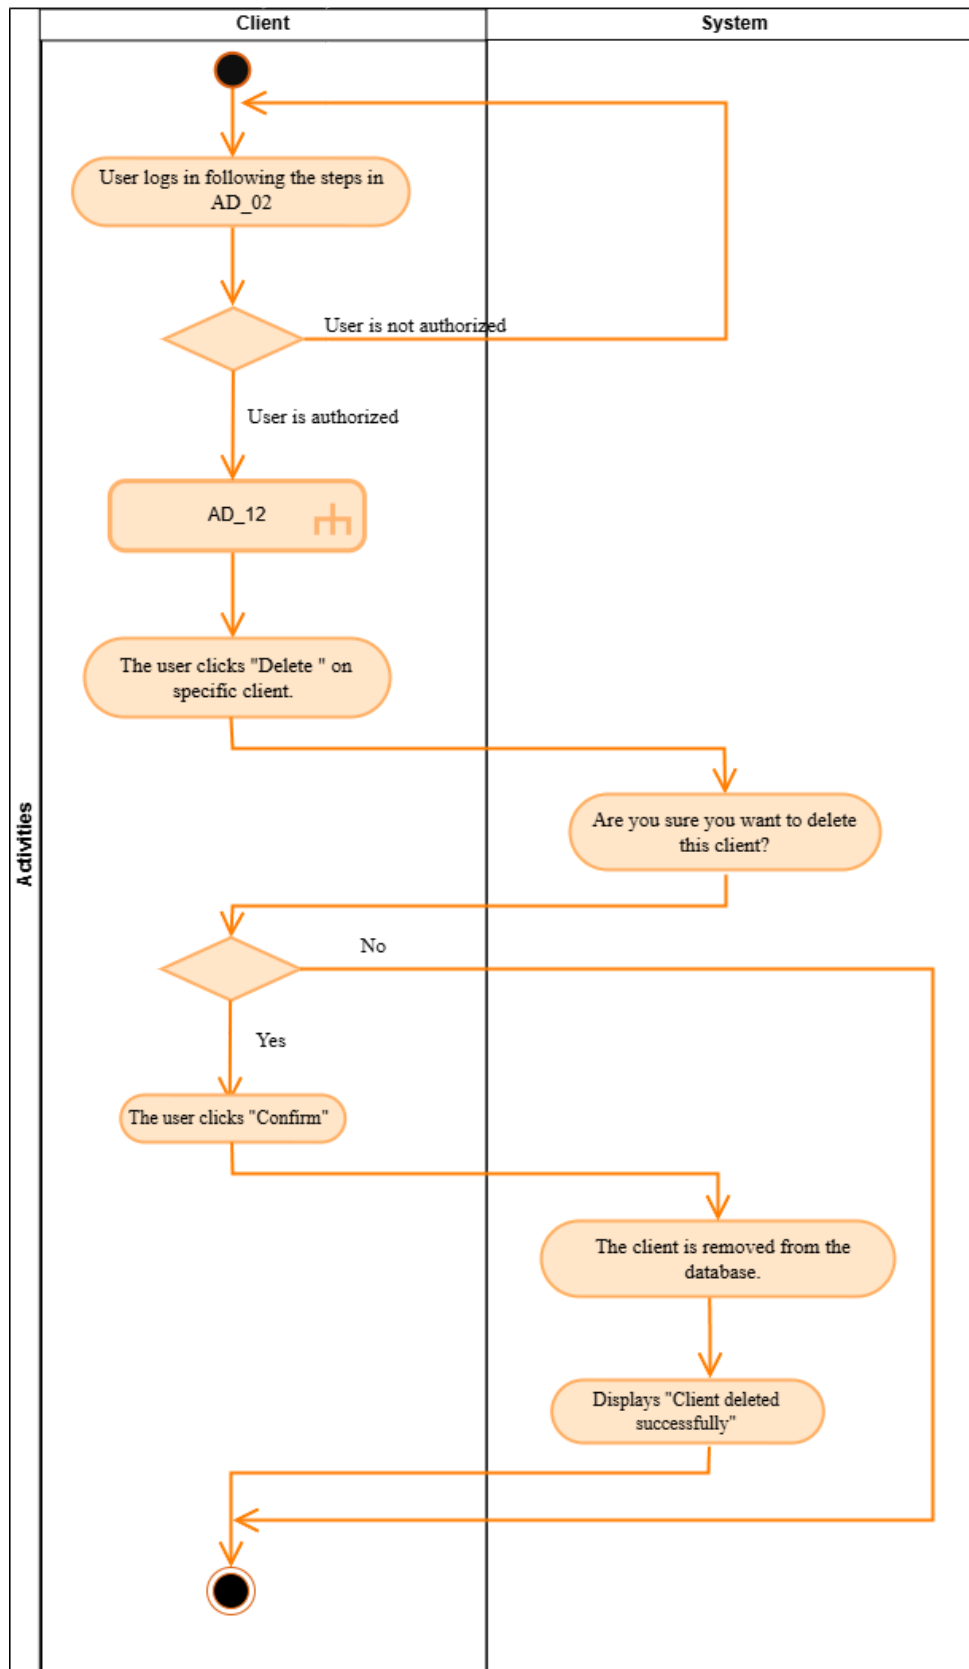 Client
System
Activities
User logs in following the steps in
AD_02
User is not authorized
User is authorized
AD_12
The user clicks "Delete " on
specific client.
Are you sure you want to delete
this client?
No
Yes
The user clicks "Confirm"
The client is removed from the
database.
Displays "Client deleted
successfully"